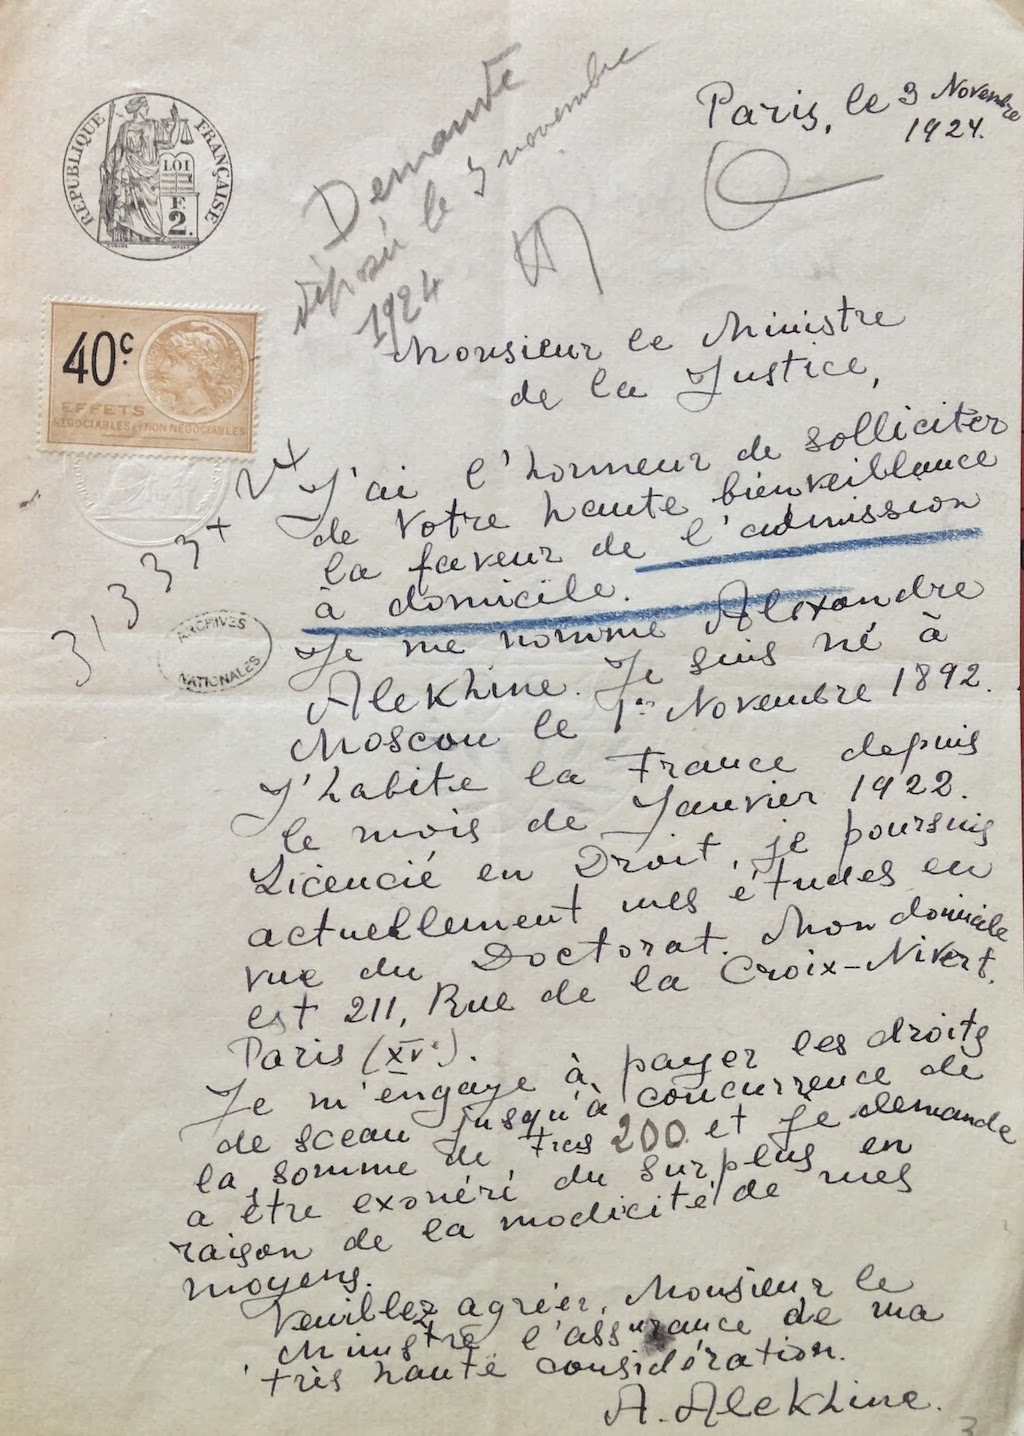 Paris, le 3 Novembre
1924.
RÉPUBLIQUE FRANÇAISE
LOI
F.
2.
Demande
déposée le 3 novembre
1924
40c
EFFETS
NÉGOCIABLES ET NON NÉGOCIABLES
Monsieur le Ministre
de la Justice,
J'ai l'honneur de solliciter
de Votre haute bienveillance
la faveur de l'admission
à domicile.
31333 +
ARCHIVES
NATIONALES
Je me nomme Alexandre
Alekhine. Je suis né à
Moscou le 1er Novembre 1892.
J'habite la France depuis
le mois de Janvier 1922.
Licencié en Droit, je poursuis
actuellement mes études en
vue du Doctorat. Mon domicile
est 211, Rue de la Croix-Nivert.
Paris (XVe).
Je m'engage à payer les droits
de sceau jusqu'à concurrence de
la somme de frcs 200 et je demande
a être exonéré du surplus en
raison de la modicité de mes
moyens.
Veuillez agréer, Monsieur le
Ministre l'assurance de ma
très haute considération.
A. Alekhine.
3